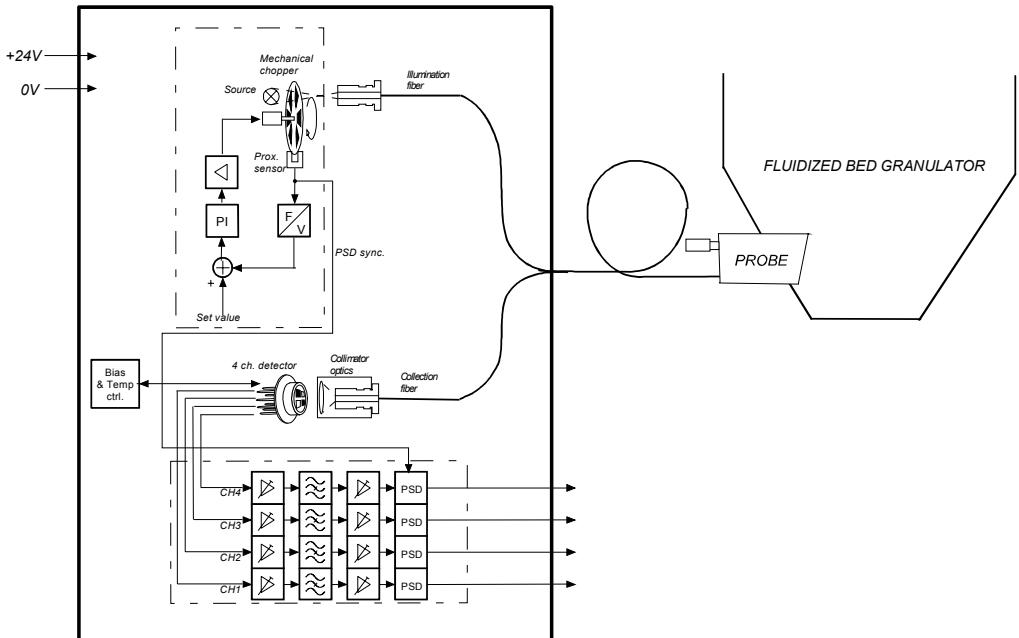 +24V
0V
Mechanical
chopper
Source
Illumination
fiber
Prox.
sensor
F
V
PI
PSD sync.
+
Set value
FLUIDIZED BED GRANULATOR
PROBE
Bias
& Temp
ctrl.
4 ch. detector
Collimator
optics
Collection
fiber
CH4
PSD
CH3
PSD
CH2
PSD
CH1
PSD